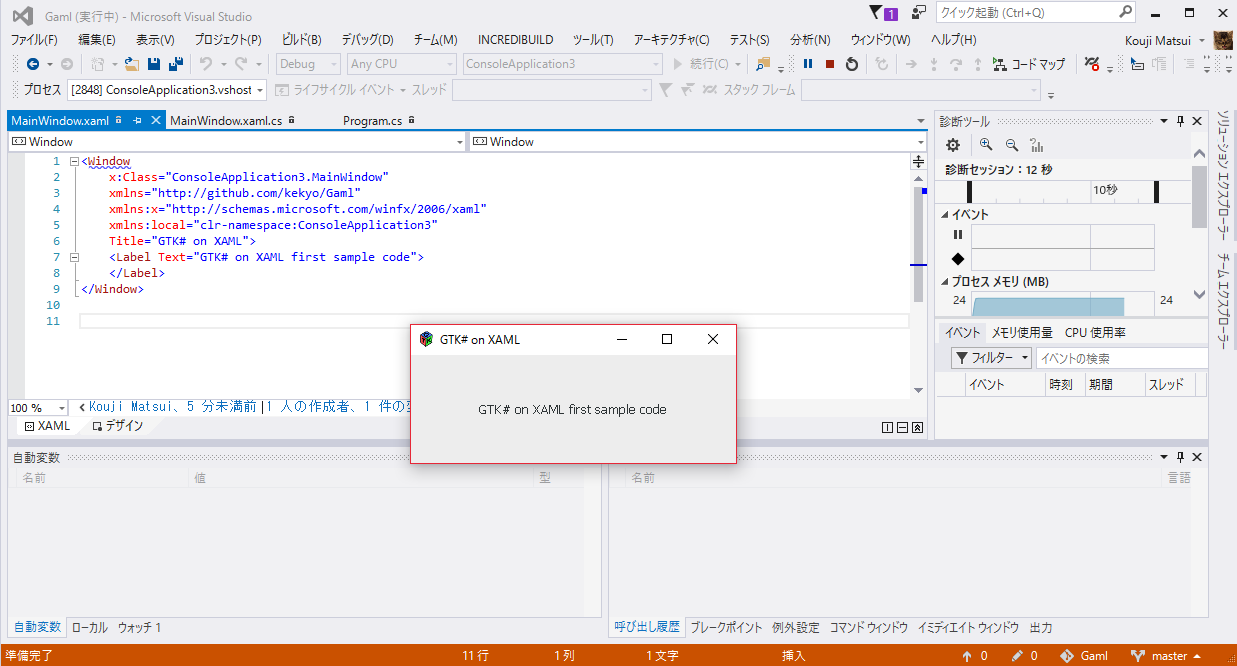 Gaml (実行中) - Microsoft Visual Studio
1
クイック起動 (Ctrl+Q)
ファイル(F) 編集(E) 表示(V) プロジェクト(P) ビルド(B) デバッグ(D) チーム(M) INCREDIBUILD ツール(T) アーキテクチャ(C) テスト(S) 分析(N) ウィンドウ(W) ヘルプ(H) Kouji Matsui
Debug Any CPU ConsoleApplication3 続行(C) コード マップ
プロセス [2848] ConsoleApplication3.vshost ライフサイクル イベント スレッド スタック フレーム
MainWindow.xaml MainWindow.xaml.cs Program.cs
Window Window
1 <Window
2 x:Class="ConsoleApplication3.MainWindow"
3 xmlns="http://github.com/kekyo/Gaml"
4 xmlns:x="http://schemas.microsoft.com/winfx/2006/xaml"
5 xmlns:local="clr-namespace:ConsoleApplication3"
6 Title="GTK# on XAML">
7 <Label Text="GTK# on XAML first sample code">
8 </Label>
9 </Window>
10
11
100 % Kouji Matsui、5 分未満前 | 1 人の作成者、1 件の
XAML デザイン
GTK# on XAML
GTK# on XAML first sample code
診断ツール
診断セッション：12 秒
10秒
イベント
プロセス メモリ (MB)
24 24
イベント メモリ使用量 CPU 使用率
フィルター イベントの検索
イベント 時刻 期間 スレッド
ソリューション エクスプローラー
チーム エクスプローラー
自動変数
名前 値 型
名前 言語
自動変数 ローカル ウォッチ 1
呼び出し履歴 ブレークポイント 例外設定 コマンド ウィンドウ イミディエイト ウィンドウ 出力
準備完了 11 行 1 列 1 文字 挿入 0 0 Gaml master